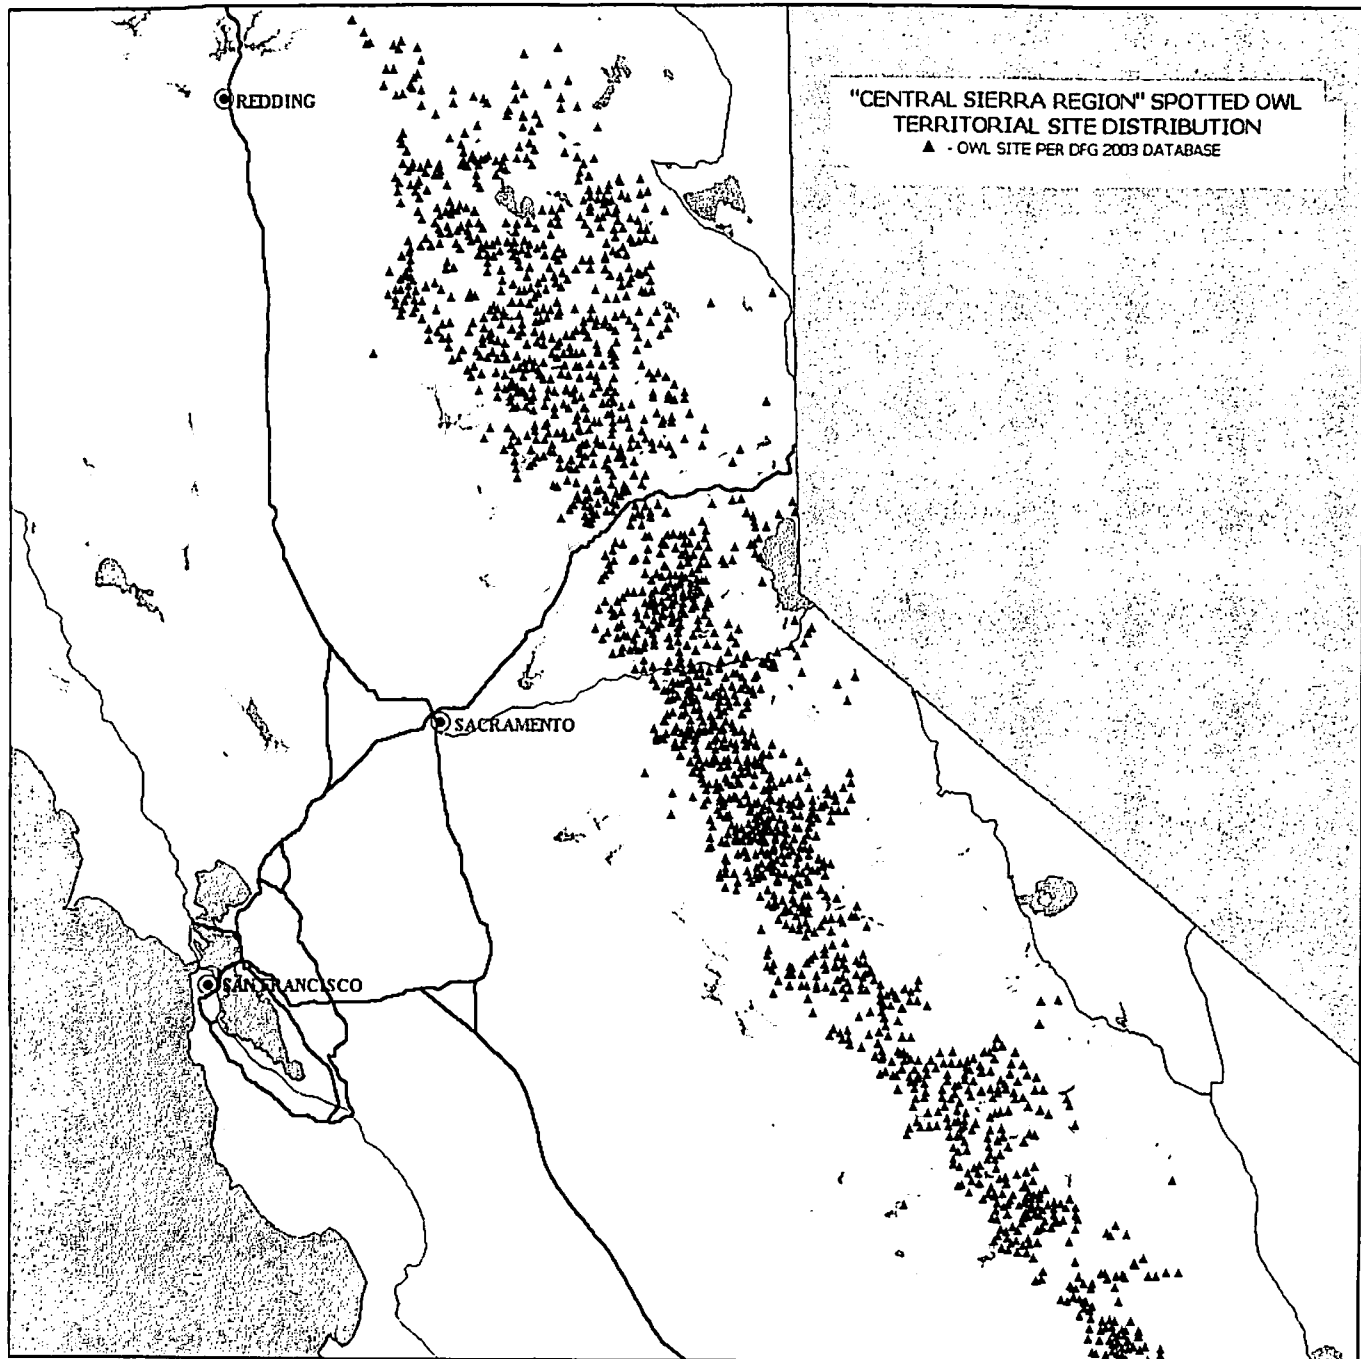 "CENTRAL SIERRA REGION" SPOTTED OWL
TERRITORIAL SITE DISTRIBUTION
▲ - OWL SITE PER DFG 2003 DATABASE
REDDING
SACRAMENTO
SAN FRANCISCO